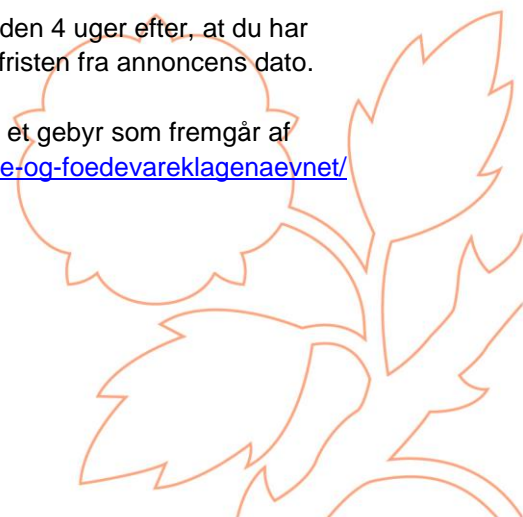 den 4 uger efter, at du har
fristen fra annoncens dato.
et gebyr som fremgår af
e-og-foedevareklagenaevnet/